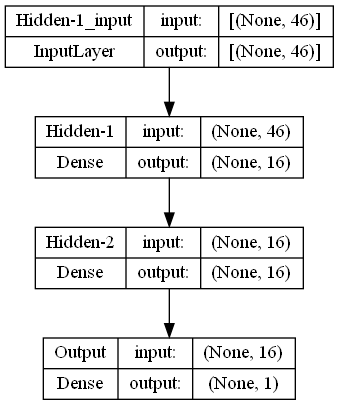 Hidden-1_input input: [(None, 46)]
InputLayer output: [(None, 46)]
Hidden-1 input: (None, 46)
Dense output: (None, 16)
Hidden-2 input: (None, 16)
Dense output: (None, 16)
Output input: (None, 16)
Dense output: (None, 1)